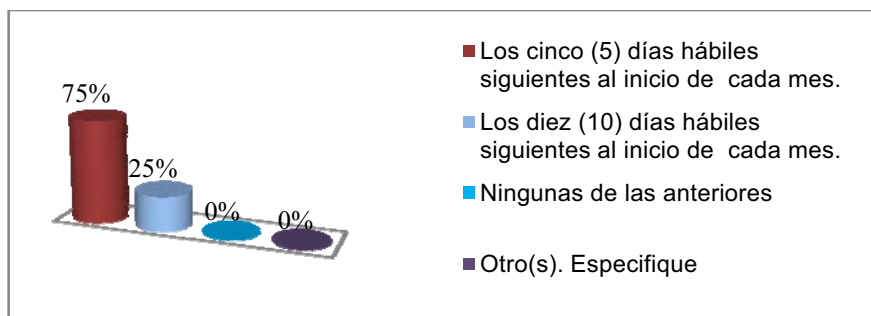 75%
25%
0%
0%
Los cinco (5) días hábiles
siguientes al inicio de cada mes.
Los diez (10) días hábiles
siguientes al inicio de cada mes.
Ningunas de las anteriores
Otro(s). Especifique